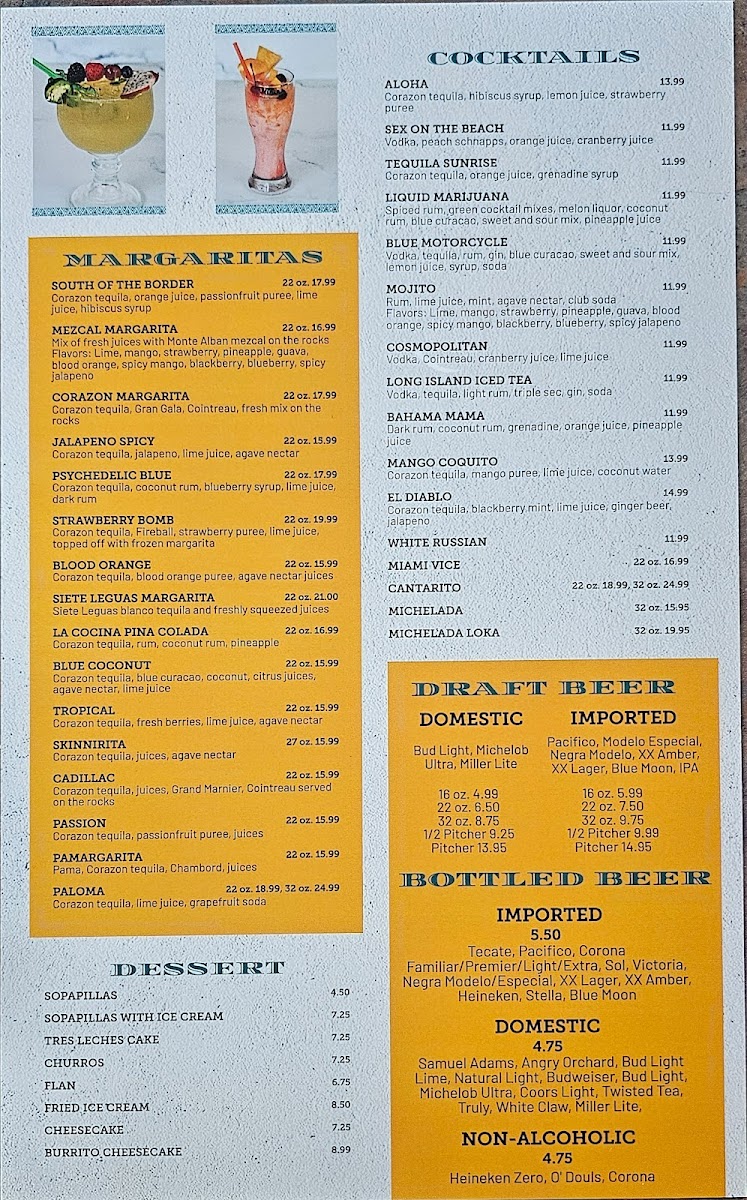 MARGARITAS
SOUTH OF THE BORDER 22 oz. 17.99
Corazon tequila, orange juice, passionfruit puree, lime
juice, hibiscus syrup
MEZCAL MARGARITA 22 oz. 16.99
Mix of fresh juices with Monte Alban mezcal on the rocks
Flavors: Lime, mango, strawberry, pineapple, guava,
blood orange, spicy mango, blackberry, blueberry, spicy
jalapeno
CORAZON MARGARITA 22 oz. 17.99
Corazon tequila, Gran Gala, Cointreau, fresh mix on the
rocks
JALAPENO SPICY 22 oz. 15.99
Corazon tequila, jalapeno, lime juice, agave nectar
PSYCHEDELIC BLUE 22 oz. 17.99
Corazon tequila, coconut rum, blueberry syrup, lime juice,
dark rum
STRAWBERRY BOMB 22 oz. 19.99
Corazon tequila, Fireball, strawberry puree, lime juice,
topped off with frozen margarita
BLOOD ORANGE 22 oz. 15.99
Corazon tequila, blood orange puree, agave nectar juices
SIETE LEGUAS MARGARITA 22 oz. 21.00
Siete Leguas blanco tequila and freshly squeezed juices
LA COCINA PINA COLADA 22 oz. 16.99
Corazon tequila, rum, coconut rum, pineapple
BLUE COCONUT 22 oz. 15.99
Corazon tequila, blue curacao, coconut, citrus juices,
agave nectar, lime juice
TROPICAL 22 oz. 15.99
Corazon tequila, fresh berries, lime juice, agave nectar
SKINNIRITA 27 oz. 15.99
Corazon tequila, juices, agave nectar
CADILLAC 22 oz. 15.99
Corazon tequila, juices, Grand Marnier, Cointreau served
on the rocks
PASSION 22 oz. 15.99
Corazon tequila, passionfruit puree, juices
PAMARGARITA 22 oz. 15.99
Pama, Corazon tequila, Chambord, juices
PALOMA 22 oz. 18.99, 32 oz. 24.99
Corazon tequila, lime juice, grapefruit soda
DESSERT
SOPAPILLAS 4.50
SOPAPILLAS WITH ICE CREAM 7.25
TRES LECHES CAKE 7.25
CHURROS 7.25
FLAN 6.75
FRIED ICE CREAM 8.50
CHEESECAKE 7.25
BURRITO CHEESECAKE 8.99
COCKTAILS
ALOHA 13.99
Corazon tequila, hibiscus syrup, lemon juice, strawberry
puree
SEX ON THE BEACH 11.99
Vodka, peach schnapps, orange juice, cranberry juice
TEQUILA SUNRISE 11.99
Corazon tequila, orange juice, grenadine syrup
LIQUID MARIJUANA 11.99
Spiced rum, green cocktail mixes, melon liquor, coconut
rum, blue curacao, sweet and sour mix, pineapple juice
BLUE MOTORCYCLE 11.99
Vodka, tequila, rum, gin, blue curacao, sweet and sour mix,
lemon juice, syrup, soda
MOJITO 11.99
Rum, lime juice, mint, agave nectar, club soda
Flavors: Lime, mango, strawberry, pineapple, guava, blood
orange, spicy mango, blackberry, blueberry, spicy jalapeno
COSMOPOLITAN 11.99
Vodka, Cointreau, cranberry juice, lime juice
LONG ISLAND ICED TEA 11.99
Vodka, tequila, light rum, triple sec, gin, soda
BAHAMA MAMA 11.99
Dark rum, coconut rum, grenadine, orange juice, pineapple
juice
MANGO COQUITO 13.99
Corazon tequila, mango puree, lime juice, coconut water
EL DIABLO 14.99
Corazon tequila, blackberry,mint, lime juice, ginger beer,
jalapeno
WHITE RUSSIAN 11.99
MIAMI VICE 22 oz. 16.99
CANTARITO 22 oz. 18.99, 32 oz. 24.99
MICHELADA 32 oz. 15.95
MICHELADA LOKA 32 oz. 19.95
DRAFT BEER
DOMESTIC
Bud Light, Michelob
Ultra, Miller Lite
16 oz. 4.99
22 oz. 6.50
32 oz. 8.75
1/2 Pitcher 9.25
Pitcher 13.95
IMPORTED
Pacifico, Modelo Especial,
Negra Modelo, XX Amber,
XX Lager, Blue Moon, IPA
16 oz. 5.99
22 oz. 7.50
32 oz. 9.75
1/2 Pitcher 9.99
Pitcher 14.95
BOTTLED BEER
IMPORTED
5.50
Tecate, Pacifico, Corona
Familiar/Premier/Light/Extra, Sol, Victoria,
Negra Modelo/Especial, XX Lager, XX Amber,
Heineken, Stella, Blue Moon
DOMESTIC
4.75
Samuel Adams, Angry Orchard, Bud Light
Lime, Natural Light, Budweiser, Bud Light,
Michelob Ultra, Coors Light, Twisted Tea,
Truly, White Claw, Miller Lite,
NON-ALCOHOLIC
4.75
Heineken Zero, O' Douls, Corona